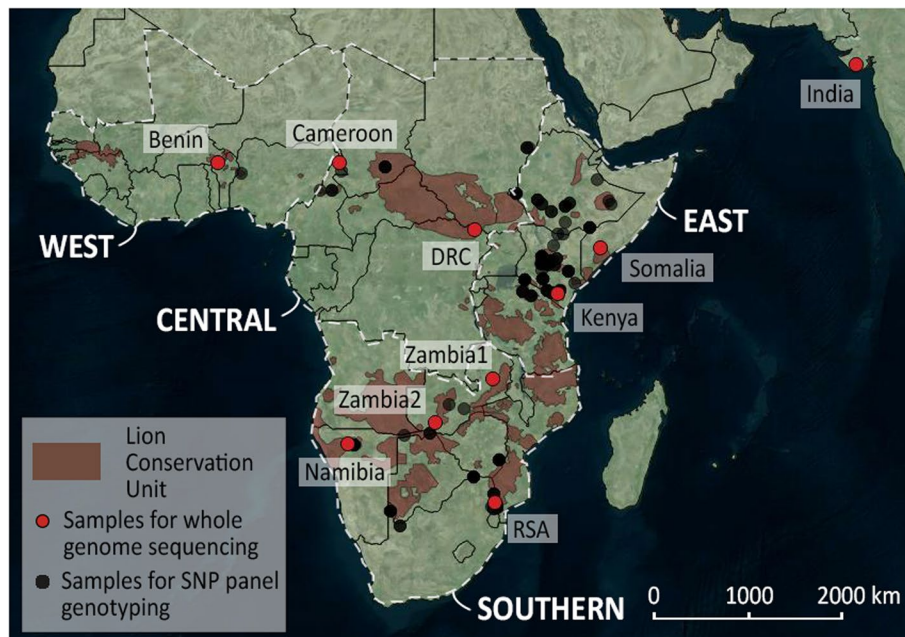 India
Benin
Cameroon
WEST
DRC
EAST
Somalia
CENTRAL
Kenya
Zambia1
Zambia2
Namibia
RSA
SOUTHERN
Lion
Conservation
Unit
Samples for whole
genome sequencing
Samples for SNP panel
genotyping
0 1000 2000 km